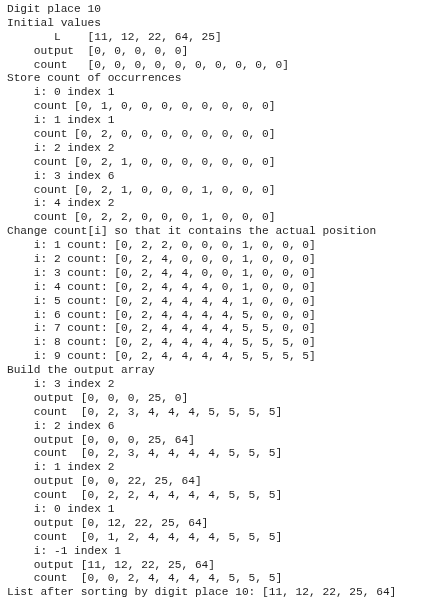 Digit place 10
Initial values
L [11, 12, 22, 64, 25]
output [0, 0, 0, 0, 0]
count [0, 0, 0, 0, 0, 0, 0, 0, 0, 0]
Store count of occurrences
i: 0 index 1
count [0, 1, 0, 0, 0, 0, 0, 0, 0, 0]
i: 1 index 1
count [0, 2, 0, 0, 0, 0, 0, 0, 0, 0]
i: 2 index 2
count [0, 2, 1, 0, 0, 0, 0, 0, 0, 0]
i: 3 index 6
count [0, 2, 1, 0, 0, 0, 1, 0, 0, 0]
i: 4 index 2
count [0, 2, 2, 0, 0, 0, 1, 0, 0, 0]
Change count[i] so that it contains the actual position
i: 1 count: [0, 2, 2, 0, 0, 0, 1, 0, 0, 0]
i: 2 count: [0, 2, 4, 0, 0, 0, 1, 0, 0, 0]
i: 3 count: [0, 2, 4, 4, 0, 0, 1, 0, 0, 0]
i: 4 count: [0, 2, 4, 4, 4, 0, 1, 0, 0, 0]
i: 5 count: [0, 2, 4, 4, 4, 4, 1, 0, 0, 0]
i: 6 count: [0, 2, 4, 4, 4, 4, 5, 0, 0, 0]
i: 7 count: [0, 2, 4, 4, 4, 4, 5, 5, 0, 0]
i: 8 count: [0, 2, 4, 4, 4, 4, 5, 5, 5, 0]
i: 9 count: [0, 2, 4, 4, 4, 4, 5, 5, 5, 5]
Build the output array
i: 3 index 2
output [0, 0, 0, 25, 0]
count [0, 2, 3, 4, 4, 4, 5, 5, 5, 5]
i: 2 index 6
output [0, 0, 0, 25, 64]
count [0, 2, 3, 4, 4, 4, 4, 5, 5, 5]
i: 1 index 2
output [0, 0, 22, 25, 64]
count [0, 2, 2, 4, 4, 4, 4, 5, 5, 5]
i: 0 index 1
output [0, 12, 22, 25, 64]
count [0, 1, 2, 4, 4, 4, 4, 5, 5, 5]
i: -1 index 1
output [11, 12, 22, 25, 64]
count [0, 0, 2, 4, 4, 4, 4, 5, 5, 5]
List after sorting by digit place 10: [11, 12, 22, 25, 64]